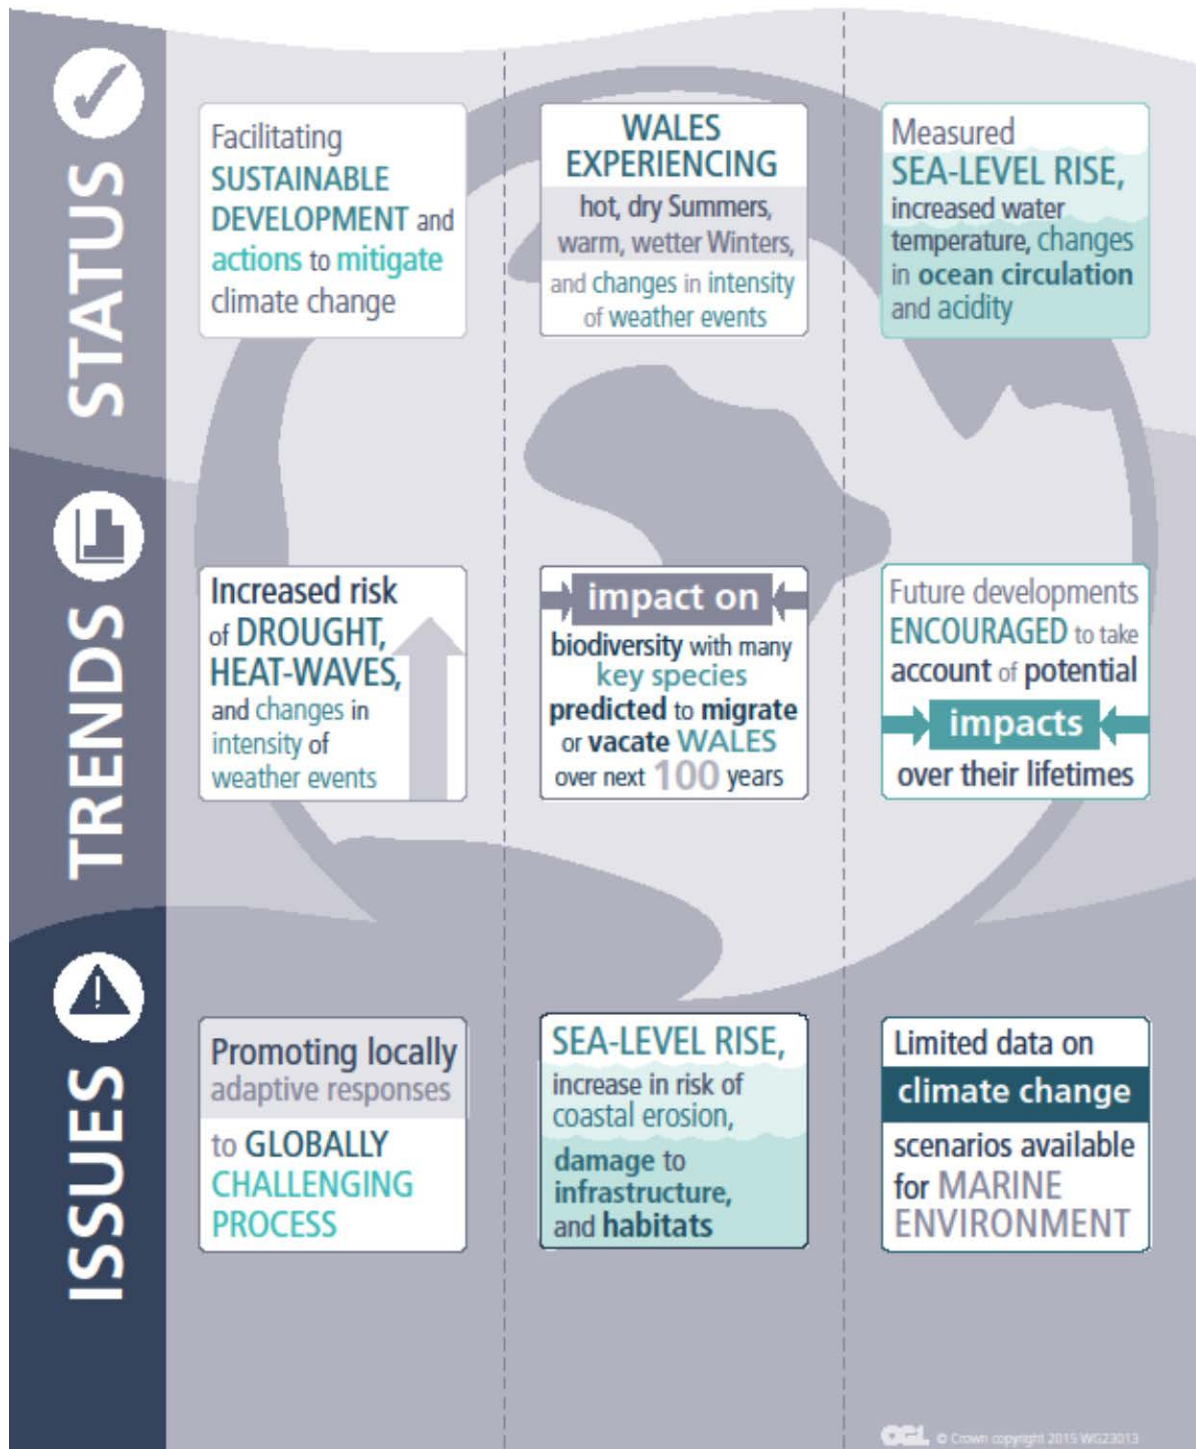 STATUS
Facilitating
SUSTAINABLE
DEVELOPMENT and
actions to mitigate
climate change
WALES
EXPERIENCING
hot, dry Summers,
warm, wetter Winters,
and changes in intensity
of weather events
Measured
SEA-LEVEL RISE,
increased water
temperature, changes
in ocean circulation
and acidity
TRENDS
Increased risk
of DROUGHT,
HEAT-WAVES,
and changes in
intensity of
weather events
impact on
biodiversity with many
key species
predicted to migrate
or vacate WALES
over next 100 years
Future developments
ENCOURAGED to take
account of potential
impacts
over their lifetimes
ISSUES
Promoting locally
adaptive responses
to GLOBALLY
CHALLENGING
PROCESS
SEA-LEVEL RISE,
increase in risk of
coastal erosion,
damage to
infrastructure,
and habitats
Limited data on
climate change
scenarios available
for MARINE
ENVIRONMENT
OGL © Crown copyright 2015 WG23013